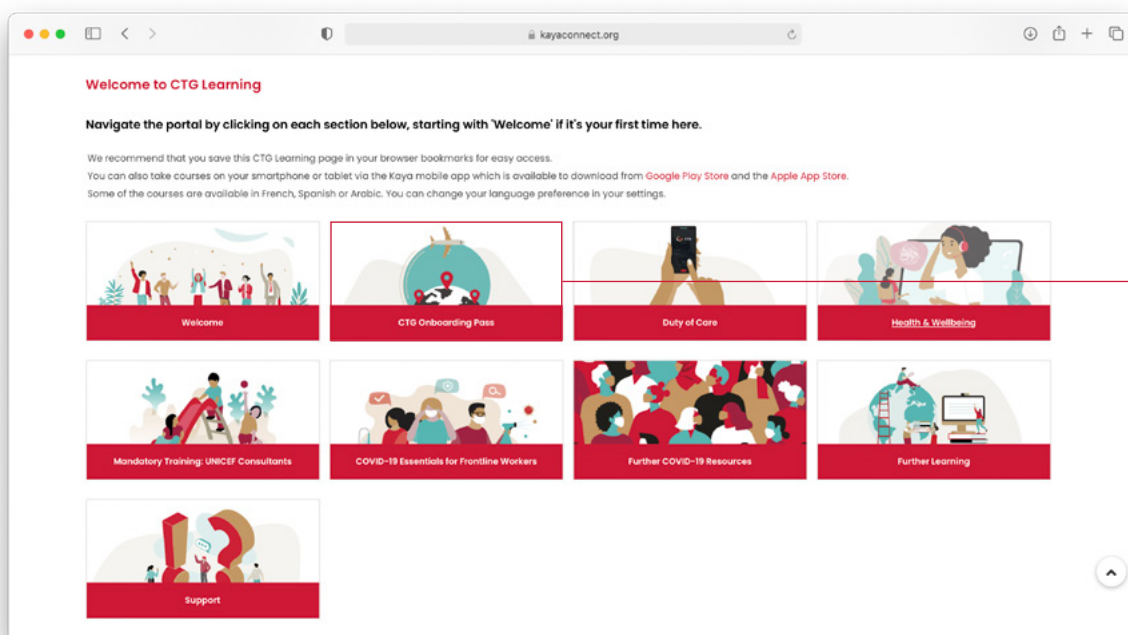 kayaconnect.org
Welcome to CTG Learning
Navigate the portal by clicking on each section below, starting with 'Welcome' if it's your first time here.
We recommend that you save this CTG Learning page in your browser bookmarks for easy access.
You can also take courses on your smartphone or tablet via the Kaya mobile app which is available to download from Google Play Store and the Apple App Store.
Some of the courses are available in French, Spanish or Arabic. You can change your language preference in your settings.
Welcome
CTG Onboarding Pass
Duty of Care
Health & Wellbeing
Mandatory Training: UNICEF Consultants
COVID-19 Essentials for Frontline Workers
Further COVID-19 Resources
Further Learning
!?
Support